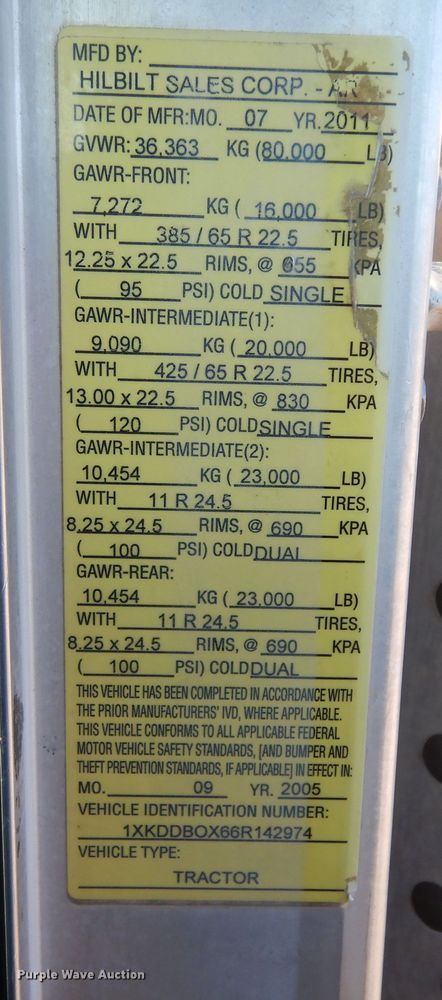 MFD BY:
HILBILT SALES CORP. - AR
DATE OF MFR:MO. 07 YR.2011
GVWR: 36,363 KG (80,000 LB)
GAWR-FRONT:
7,272 KG ( 16,000 LB)
WITH 385 / 65 R 22.5 TIRES,
12.25 x 22.5 RIMS, @ 655 KPA
( 95 PSI) COLD SINGLE
GAWR-INTERMEDIATE(1):
9,090 KG ( 20,000 LB)
WITH 425 / 65 R 22.5 TIRES,
13.00 x 22.5 RIMS, @ 830 KPA
( 120 PSI) COLD SINGLE
GAWR-INTERMEDIATE(2):
10,454 KG ( 23,000 LB)
WITH 11 R 24.5 TIRES,
8.25 x 24.5 RIMS, @ 690 KPA
( 100 PSI) COLD DUAL
GAWR-REAR:
10,454 KG ( 23,000 LB)
WITH 11 R 24.5 TIRES,
8.25 x 24.5 RIMS, @ 690 KPA
( 100 PSI) COLD DUAL
THIS VEHICLE HAS BEEN COMPLETED IN ACCORDANCE WITH
THE PRIOR MANUFACTURERS' IVD, WHERE APPLICABLE.
THIS VEHICLE CONFORMS TO ALL APPLICABLE FEDERAL
MOTOR VEHICLE SAFETY STANDARDS, [AND BUMPER AND
THEFT PREVENTION STANDARDS, IF APPLICABLE] IN EFFECT IN:
MO. 09 YR. 2005
VEHICLE IDENTIFICATION NUMBER:
1XKDDBOX66R142974
VEHICLE TYPE:
TRACTOR
Purple Wave Auction